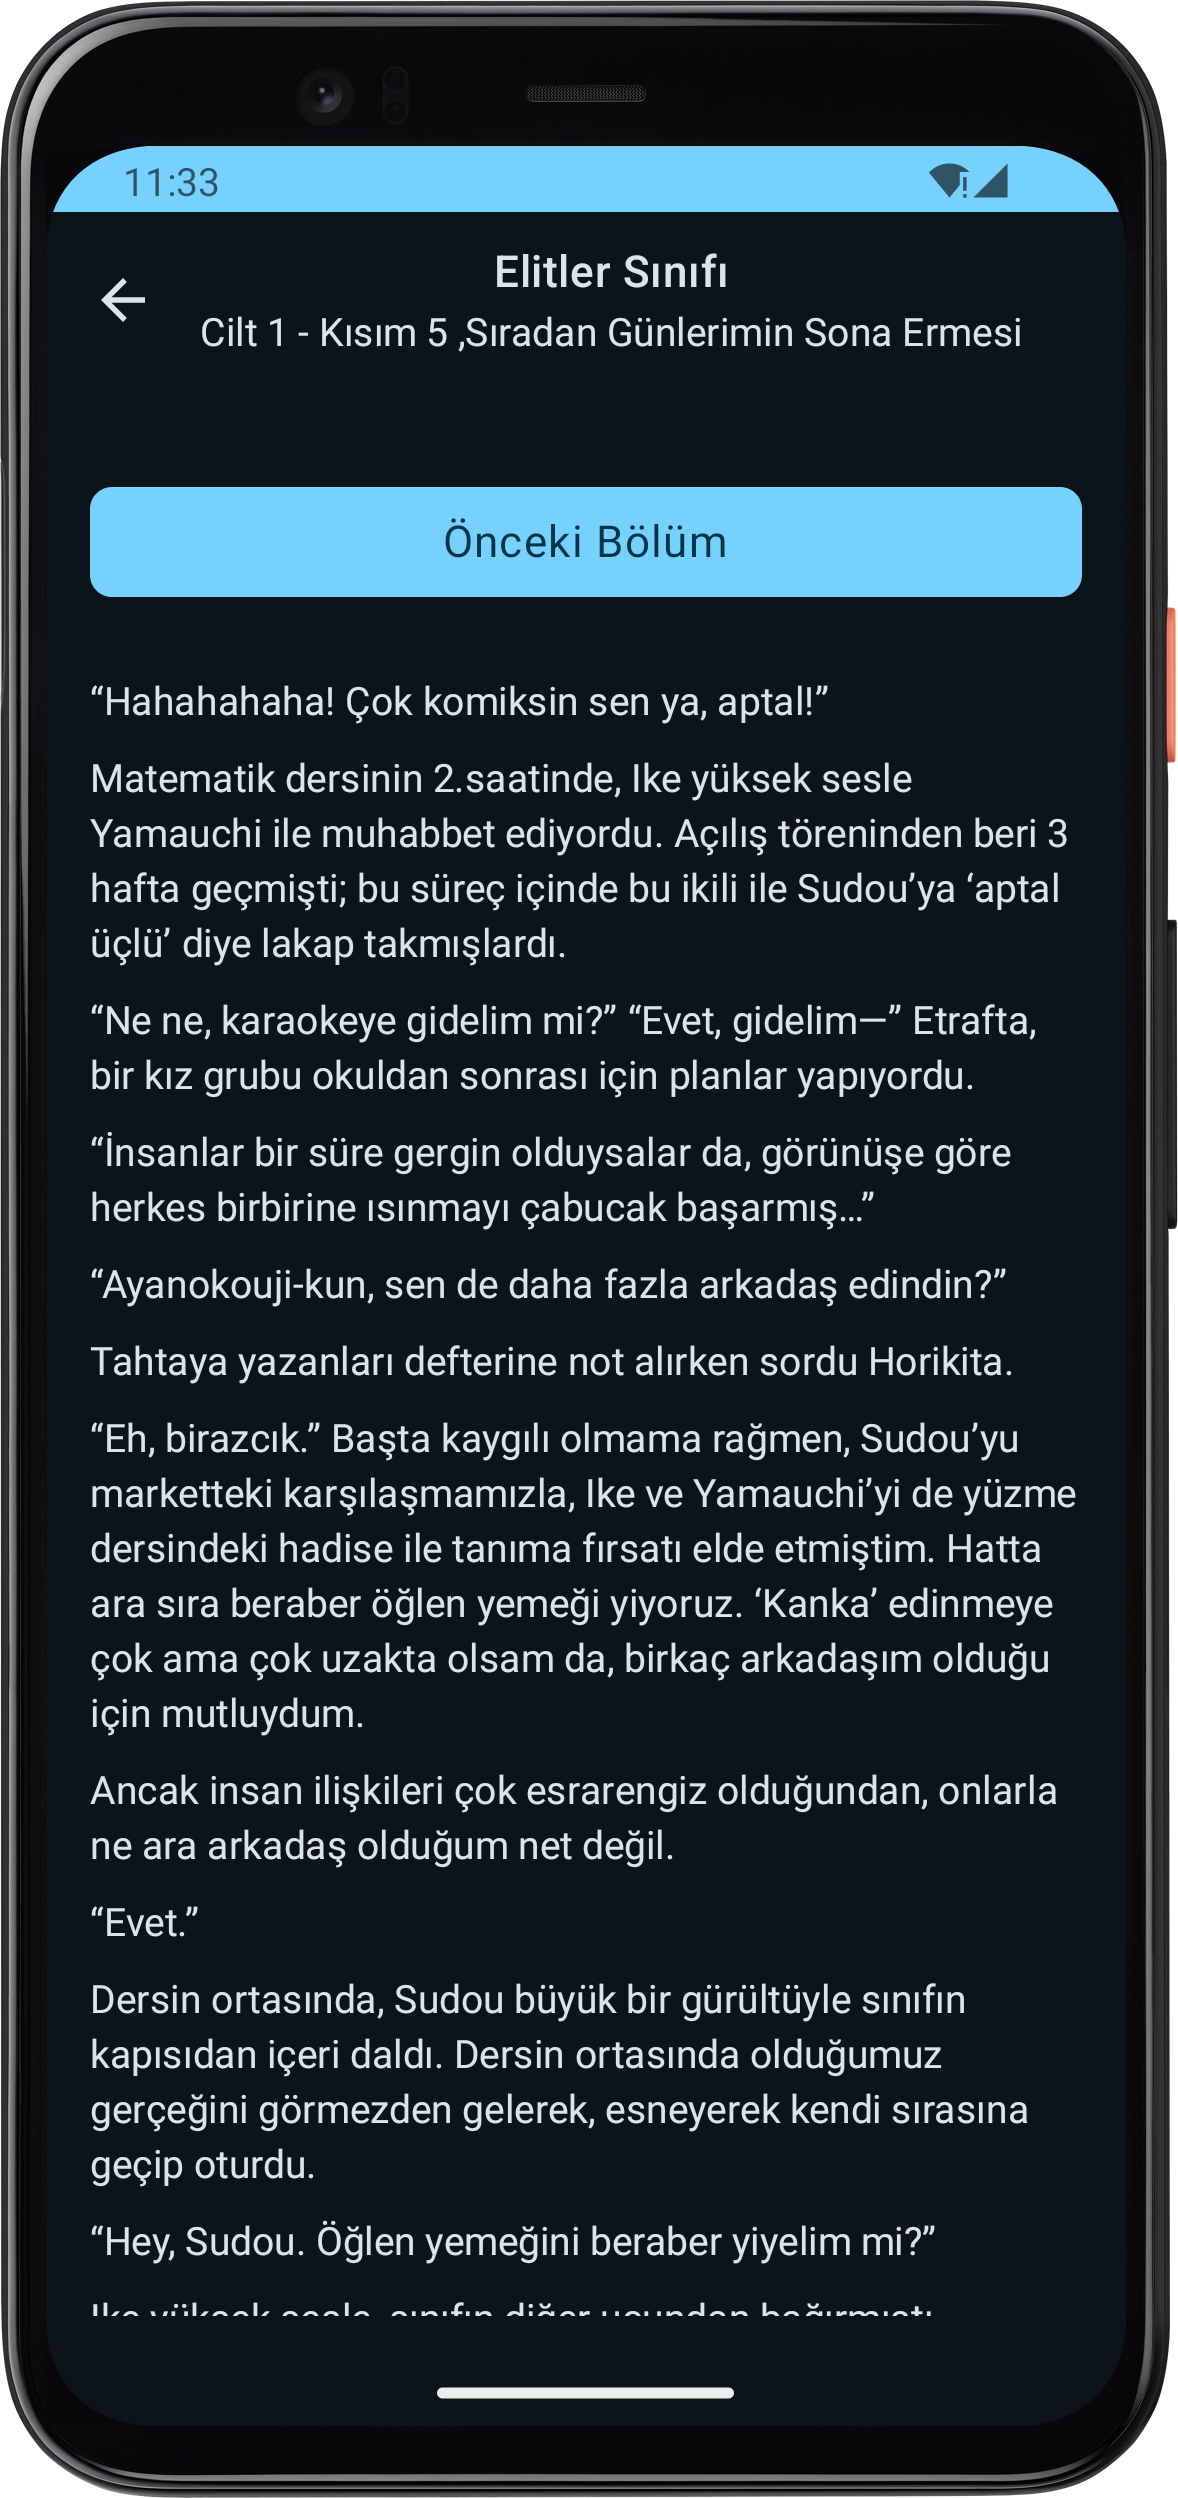 11:33
Elitler Sınıfı
Cilt 1 - Kısım 5 ,Sıradan Günlerimin Sona Ermesi
Önceki Bölüm
“Hahahahaha! Çok komiksin sen ya, aptal!”
Matematik dersinin 2.saatinde, Ike yüksek sesle
Yamauchi ile muhabbet ediyordu. Açılış töreninden beri 3
hafta geçmişti; bu süreç içinde bu ikili ile Sudou’ya ‘aptal
üçlü’ diye lakap takmışlardı.
“Ne ne, karaokeye gidelim mi?” “Evet, gidelim—” Etrafta,
bir kız grubu okuldan sonrası için planlar yapıyordu.
“İnsanlar bir süre gergin olduysalar da, görünüşe göre
herkes birbirine ısınmayı çabucak başarmış...”
“Ayanokouji-kun, sen de daha fazla arkadaş edindin?”
Tahtaya yazanları defterine not alırken sordu Horikita.
“Eh, birazcık.” Başta kaygılı olmama rağmen, Sudou’yu
marketteki karşılaşmamızla, Ike ve Yamauchi’yi de yüzme
dersindeki hadise ile tanıma fırsatı elde etmiştim. Hatta
ara sıra beraber öğlen yemeği yiyoruz. ‘Kanka’ edinmeye
çok ama çok uzakta olsam da, birkaç arkadaşım olduğu
için mutluydum.
Ancak insan ilişkileri çok esrarengiz olduğundan, onlarla
ne ara arkadaş olduğum net değil.
“Evet.”
Dersin ortasında, Sudou büyük bir gürültüyle sınıfın
kapısıdan içeri daldı. Dersin ortasında olduğumuz
gerçeğini görmezden gelerek, esneyerek kendi sırasına
geçip oturdu.
“Hey, Sudou. Öğlen yemeğini beraber yiyelim mi?”
Ike yüksek sesle, sınıfın diğer ucundan bağırmıştı.